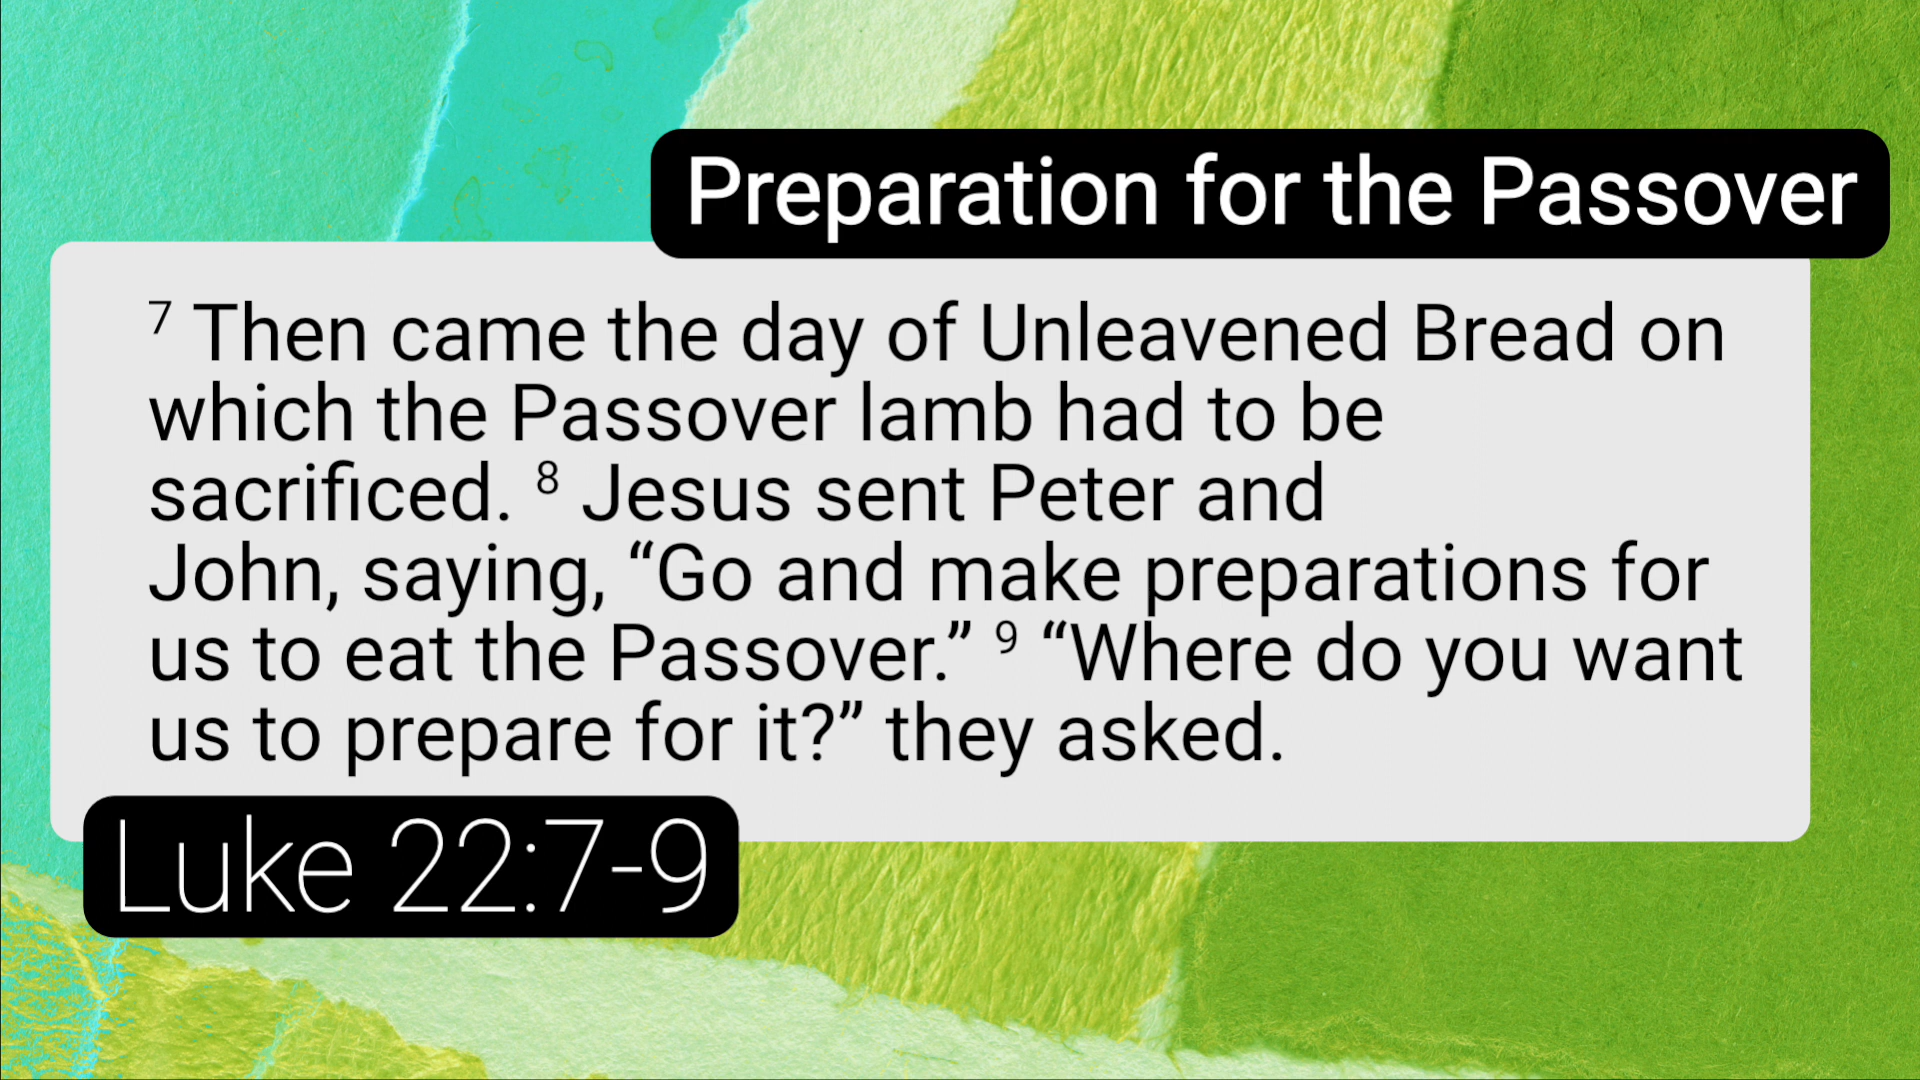 Preparation for the Passover
7 Then came the day of Unleavened Bread on
which the Passover lamb had to be
sacrificed. 8 Jesus sent Peter and
John, saying, “Go and make preparations for
us to eat the Passover.” 9 “Where do you want
us to prepare for it?” they asked.
Luke 22:7-9